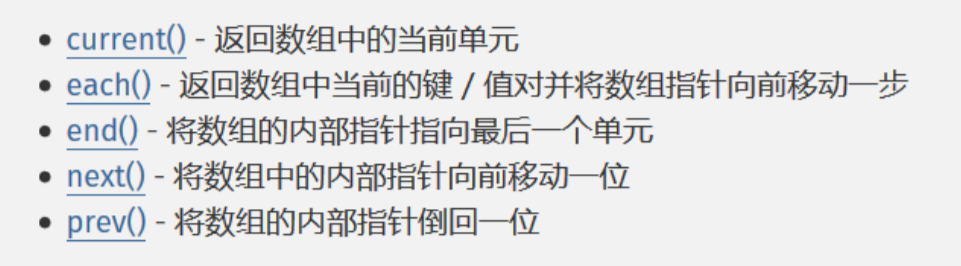 • current() - 返回数组中的当前单元
• each() - 返回数组中当前的键 / 值对并将数组指针向前移动一步
• end() - 将数组的内部指针指向最后一个单元
• next() - 将数组中的内部指针向前移动一位
• prev() - 将数组的内部指针倒回一位